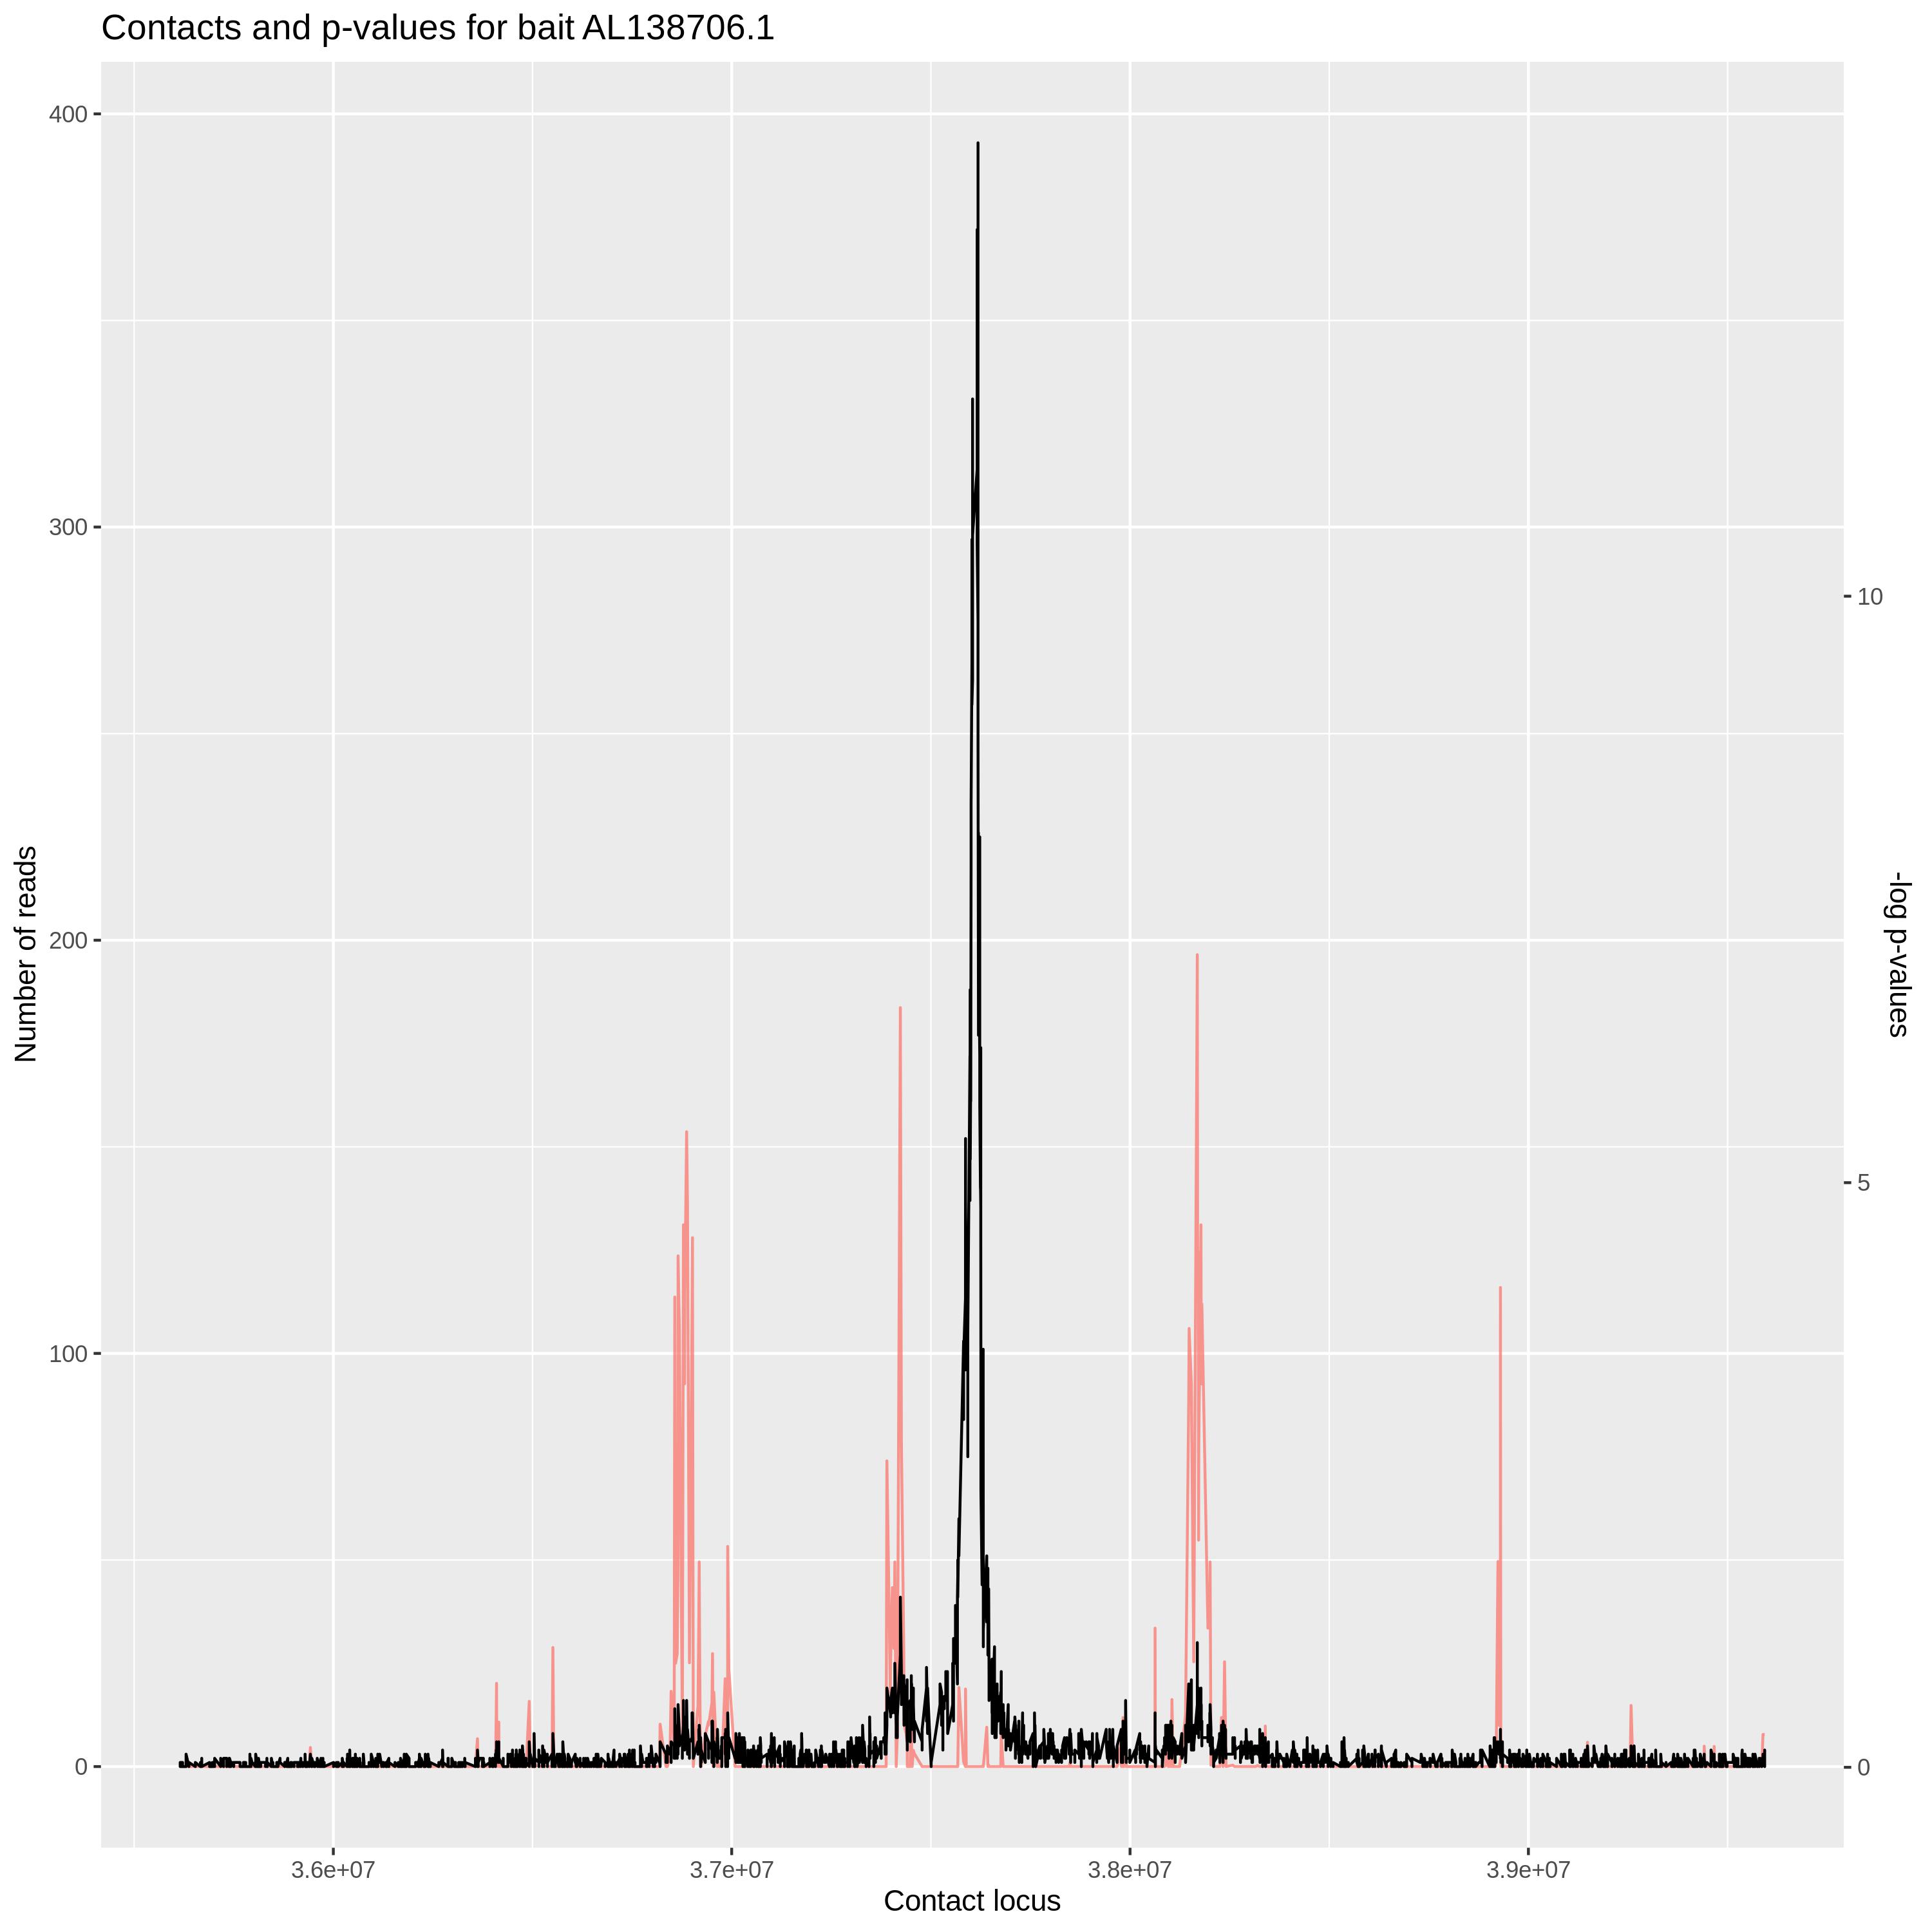 Contacts and p-values for bait AL138706.1
400
300
200
100
0
Number of reads
10
5
0
-log p-values
3.6e+07 3.7e+07 3.8e+07 3.9e+07
Contact locus